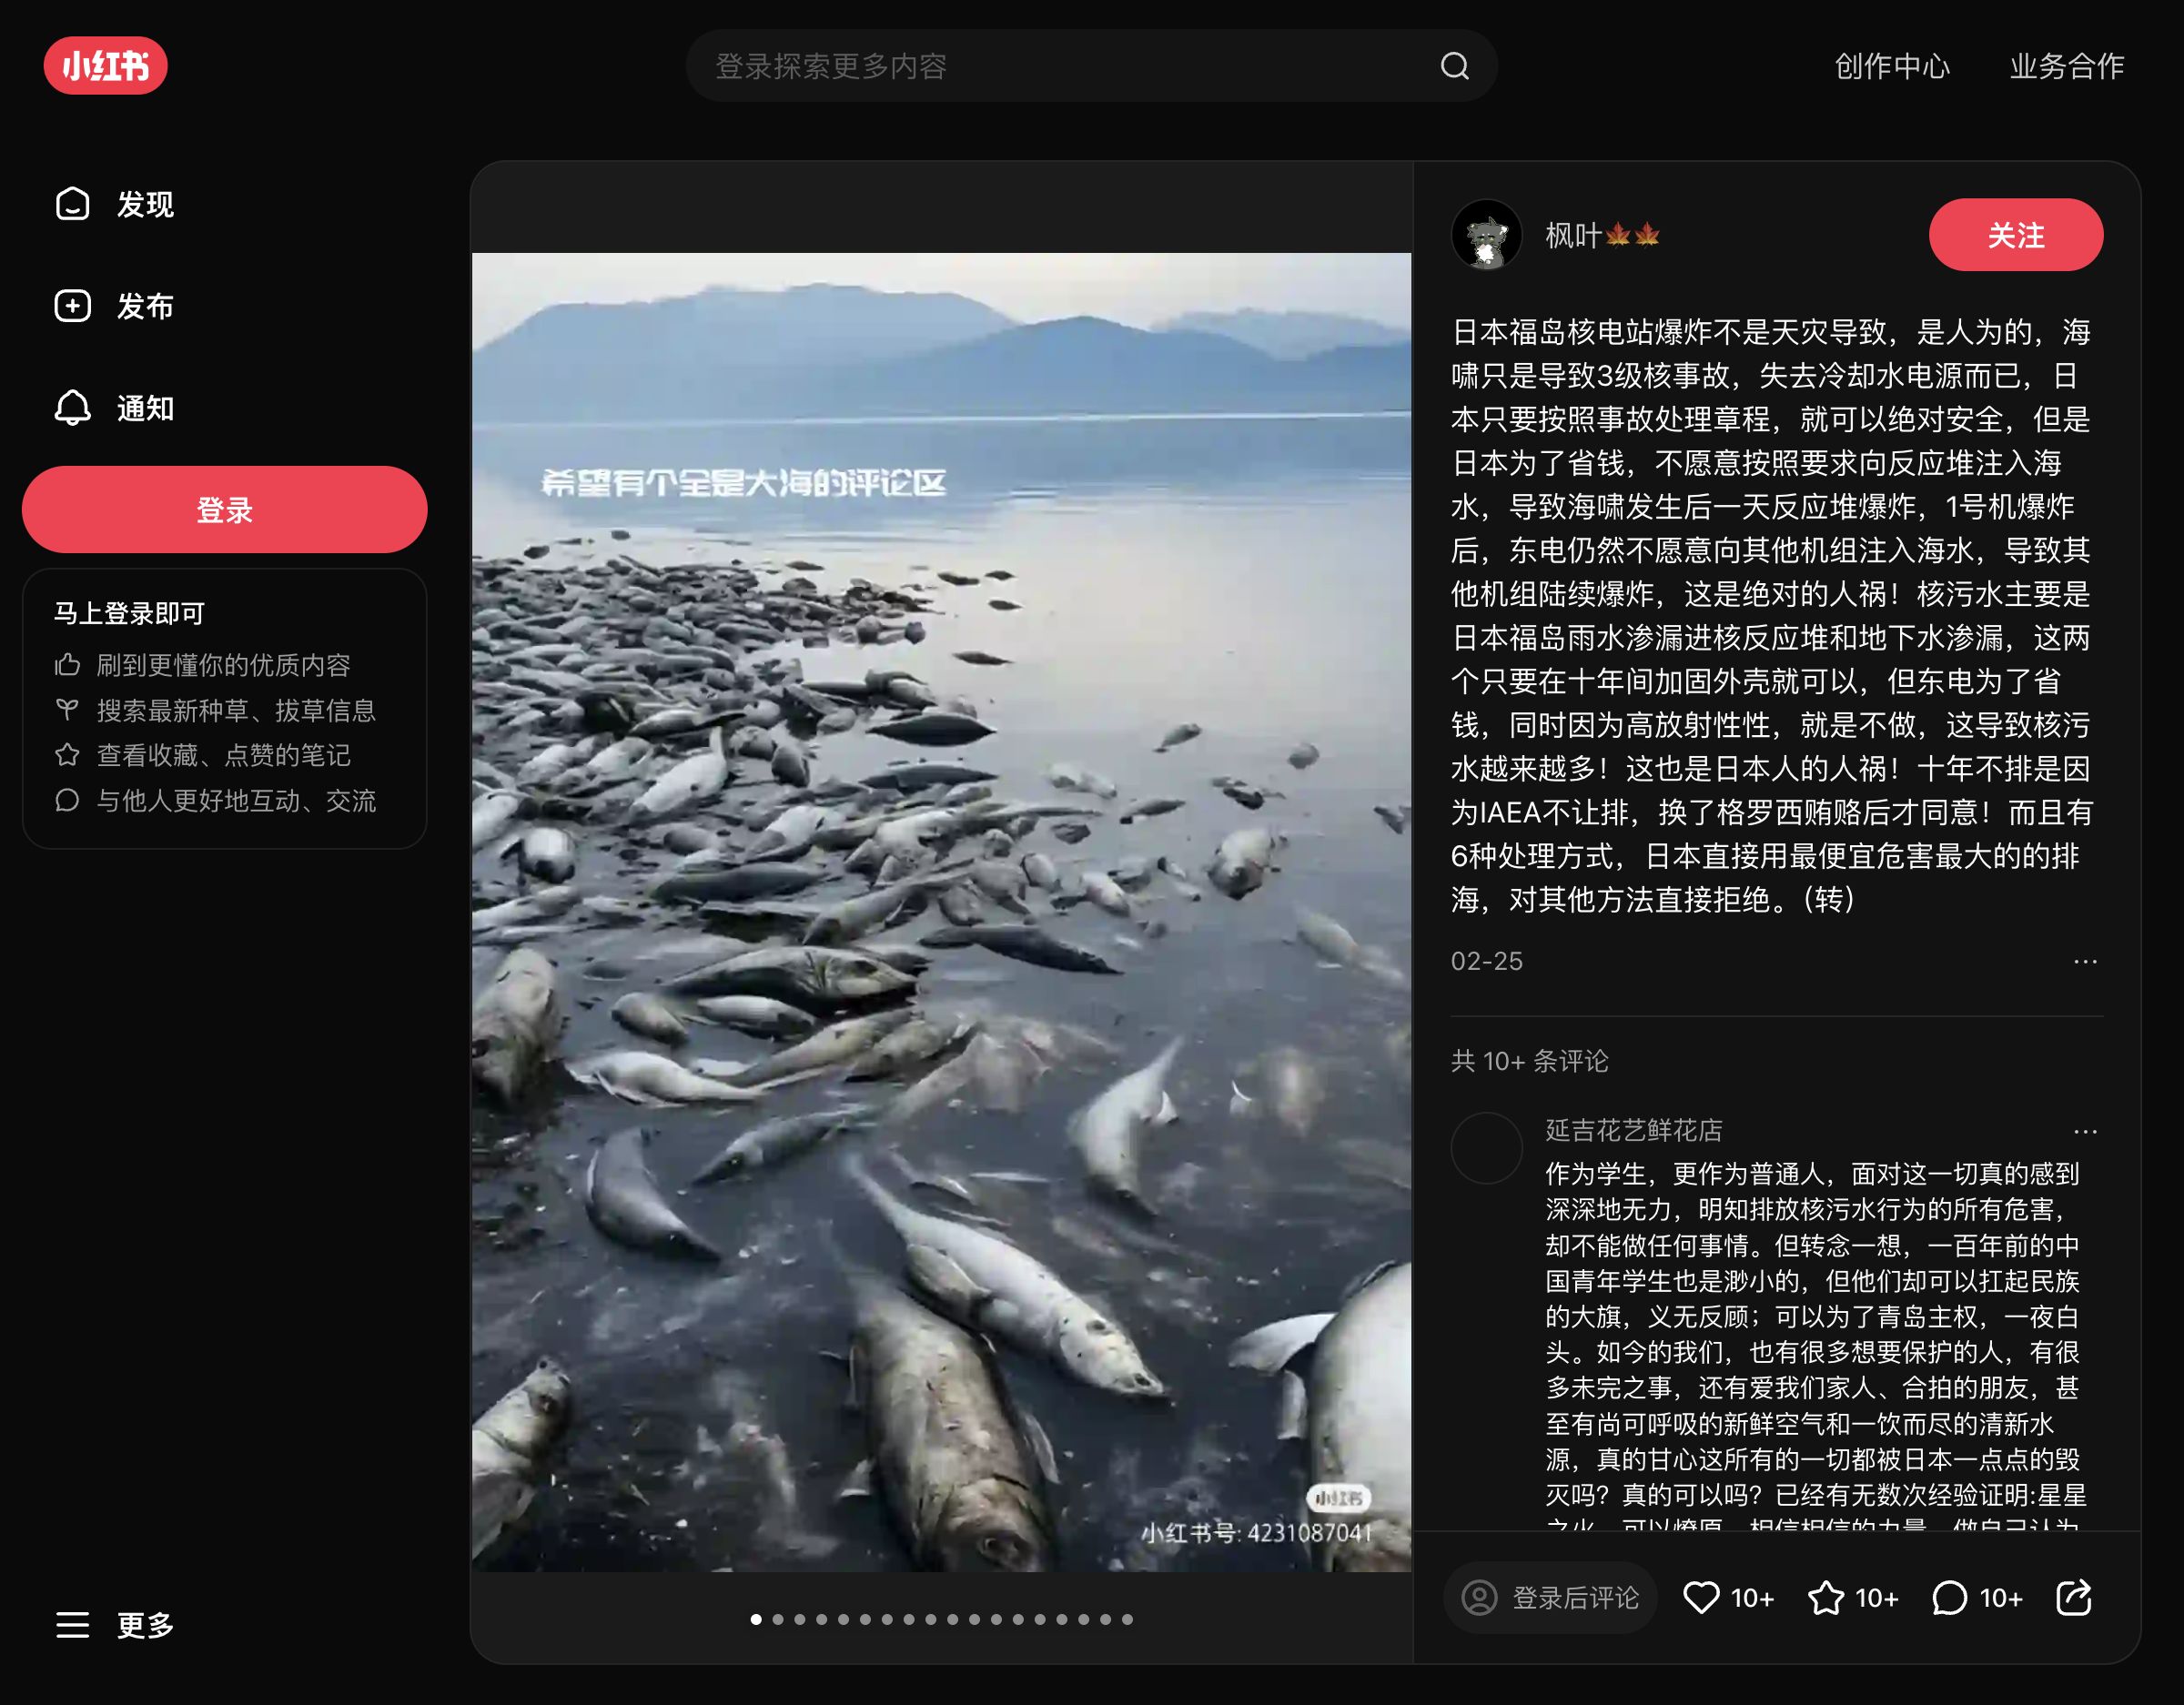 小红书
登录探索更多内容
创作中心
业务合作
发现
发布
通知
登录
马上登录即可
刷到更懂你的优质内容
搜索最新种草、拔草信息
查看收藏、点赞的笔记
与他人更好地互动、交流
更多
希望有个全是大海的评论区
小红书
小红书号: 4231087041
枫叶🍁🍁
关注
日本福岛核电站爆炸不是天灾导致，是人为的，海
啸只是导致3级核事故，失去冷却水电源而已，日
本只要按照事故处理章程，就可以绝对安全，但是
日本为了省钱，不愿意按照要求向反应堆注入海
水，导致海啸发生后一天反应堆爆炸，1号机爆炸
后，东电仍然不愿意向其他机组注入海水，导致其
他机组陆续爆炸，这是绝对的人祸！核污水主要是
日本福岛雨水渗漏进核反应堆和地下水渗漏，这两
个只要在十年间加固外壳就可以，但东电为了省
钱，同时因为高放射性性，就是不做，这导致核污
水越来越多！这也是日本人的人祸！十年不排是因
为IAEA不让排，换了格罗西贿赂后才同意！而且有
6种处理方式，日本直接用最便宜危害最大的的排
海，对其他方法直接拒绝。（转）
02-25
共 10+ 条评论
延吉花艺鲜花店
作为学生，更作为普通人，面对这一切真的感到
深深地无力，明知排放核污水行为的所有危害，
却不能做任何事情。但转念一想，一百年前的中
国青年学生也是渺小的，但他们却可以扛起民族
的大旗，义无反顾；可以为了青岛主权，一夜白
头。如今的我们，也有很多想要保护的人，有很
多未完之事，还有爱我们家人、合拍的朋友，甚
至有尚可呼吸的新鲜空气和一饮而尽的清新水
源，真的甘心这所有的一切都被日本一点点的毁
灭吗？真的可以吗？已经有无数次经验证明:星星
登录后评论
10+
10+
10+